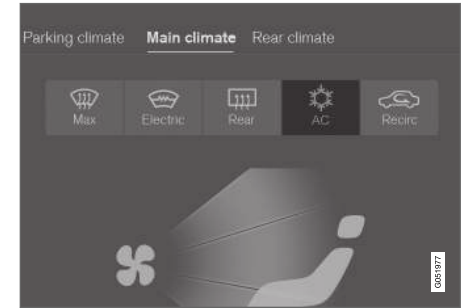 Parking climate Main climate Rear climate
Max Electric Rear AC Recirc
G051977